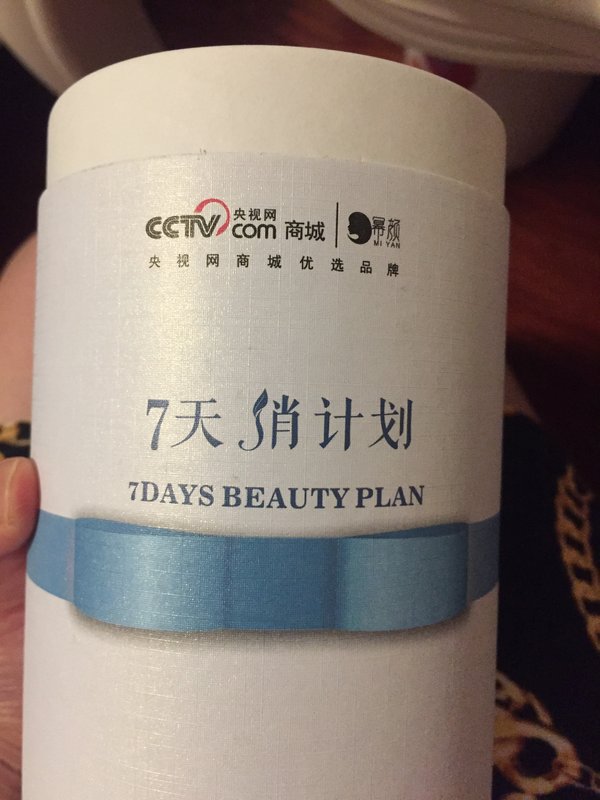 CCTV 央视网
com 商城 幂颜
MI YAN
央视网商城优选品牌
7天 俏计划
7DAYS BEAUTY PLAN